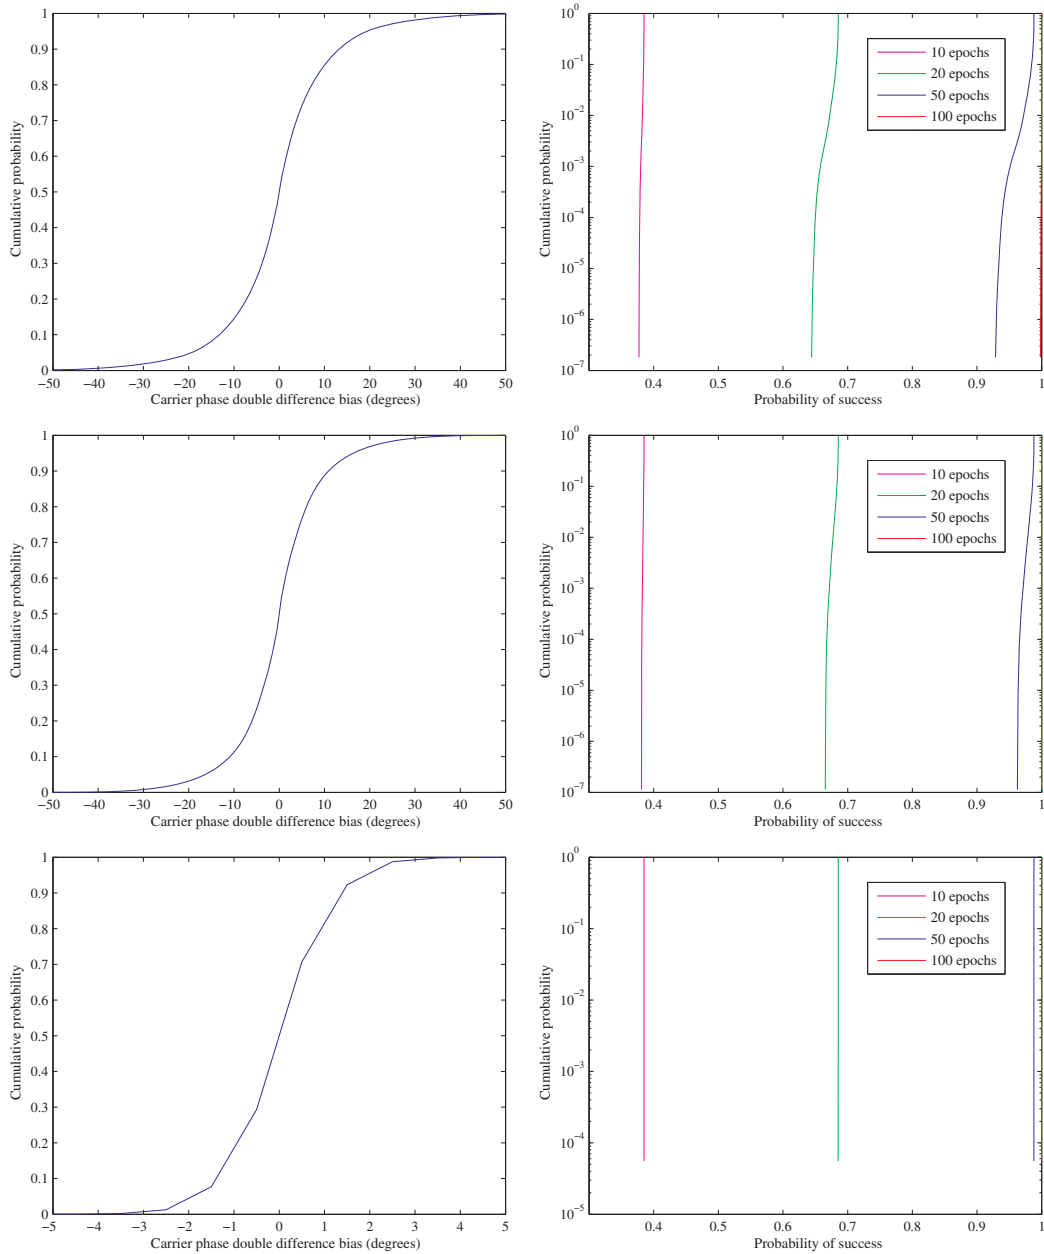 1
0.9
0.8
0.7
0.6
0.5
0.4
0.3
0.2
0.1
0
Cumulative probability
−50 −40 −30 −20 −10 0 10 20 30 40 50
Carrier phase double difference bias (degrees)
10^0
10^−1
10^−2
10^−3
10^−4
10^−5
10^−6
10^−7
Cumulative probability
10 epochs
20 epochs
50 epochs
100 epochs
0.4 0.5 0.6 0.7 0.8 0.9 1
Probability of success
1
0.9
0.8
0.7
0.6
0.5
0.4
0.3
0.2
0.1
0
Cumulative probability
−50 −40 −30 −20 −10 0 10 20 30 40 50
Carrier phase double difference bias (degrees)
10^0
10^−1
10^−2
10^−3
10^−4
10^−5
10^−6
10^−7
Cumulative probability
10 epochs
20 epochs
50 epochs
100 epochs
0.4 0.5 0.6 0.7 0.8 0.9 1
Probability of success
1
0.9
0.8
0.7
0.6
0.5
0.4
0.3
0.2
0.1
0
Cumulative probability
−5 −4 −3 −2 −1 0 1 2 3 4 5
Carrier phase double difference bias (degrees)
10^0
10^−1
10^−2
10^−3
10^−4
10^−5
Cumulative probability
10 epochs
20 epochs
50 epochs
100 epochs
0.4 0.5 0.6 0.7 0.8 0.9 1
Probability of success